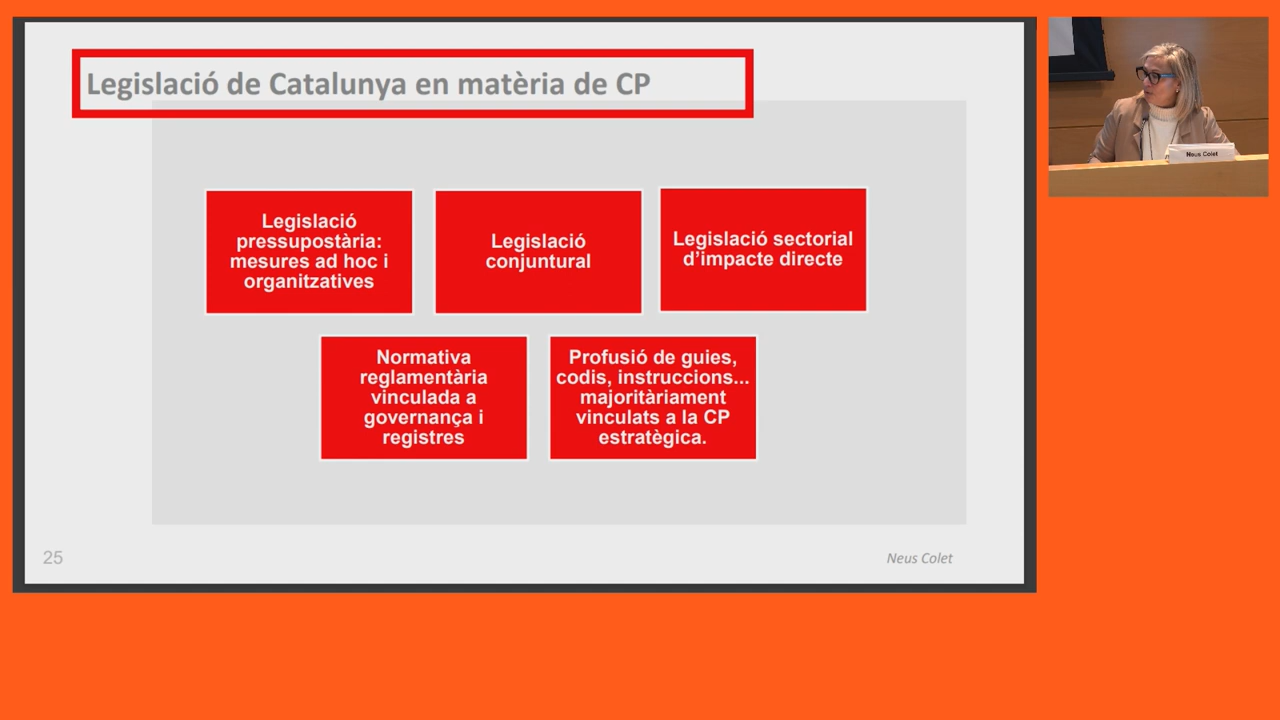 Legislació de Catalunya en matèria de CP
Legislació
pressupostària:
mesures ad hoc i
organitzatives
Legislació
conjuntural
Legislació sectorial
d'impacte directe
Normativa
reglamentària
vinculada a
governança i
registres
Profusió de guies,
codis, instruccions...
majoritàriament
vinculats a la CP
estratègica.
25
Neus Colet
Neus Colet